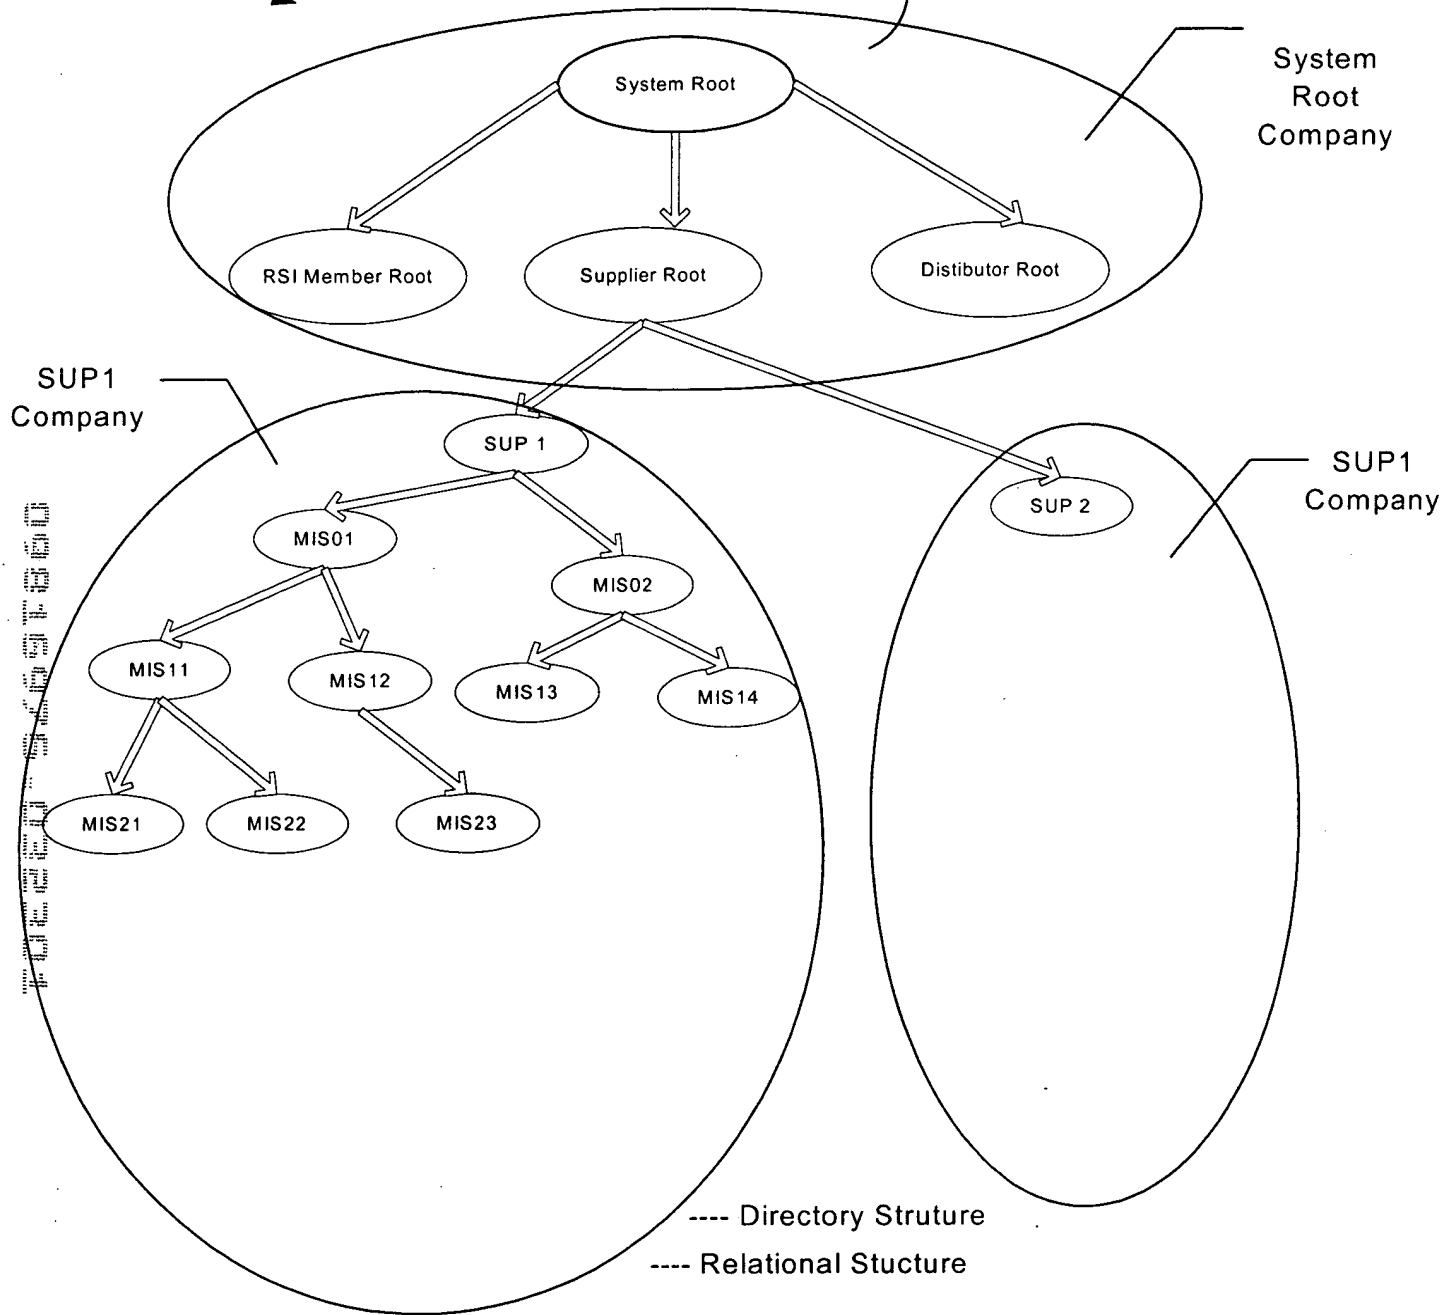 System Root
System
Root
Company
RSI Member Root
Supplier Root
Distibutor Root
SUP1
Company
SUP 1
SUP1
Company
SUP 2
MIS01
MIS02
MIS11
MIS12
MIS13
MIS14
MIS21
MIS22
MIS23
---- Directory Struture
---- Relational Stucture